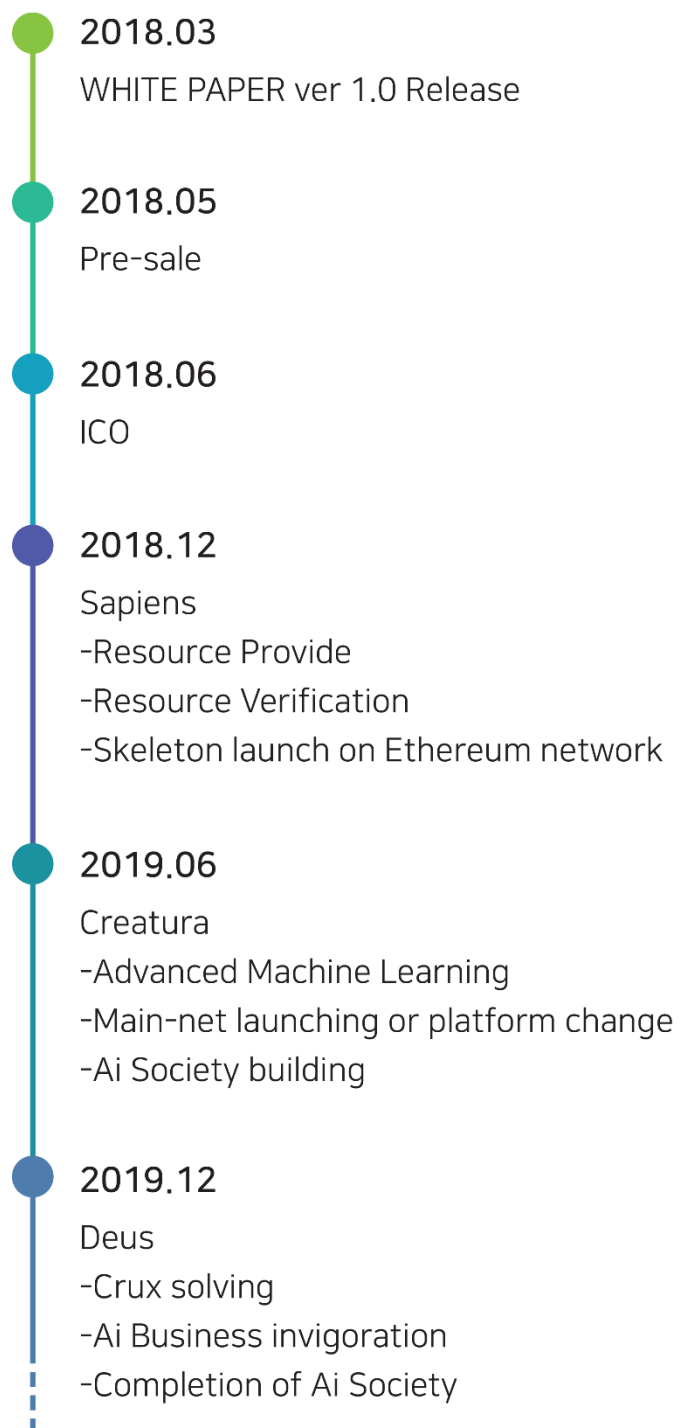 2018.03
WHITE PAPER ver 1.0 Release
2018.05
Pre-sale
2018.06
ICO
2018.12
Sapiens
-Resource Provide
-Resource Verification
-Skeleton launch on Ethereum network
2019.06
Creatura
-Advanced Machine Learning
-Main-net launching or platform change
-Ai Society building
2019.12
Deus
-Crux solving
-Ai Business invigoration
-Completion of Ai Society